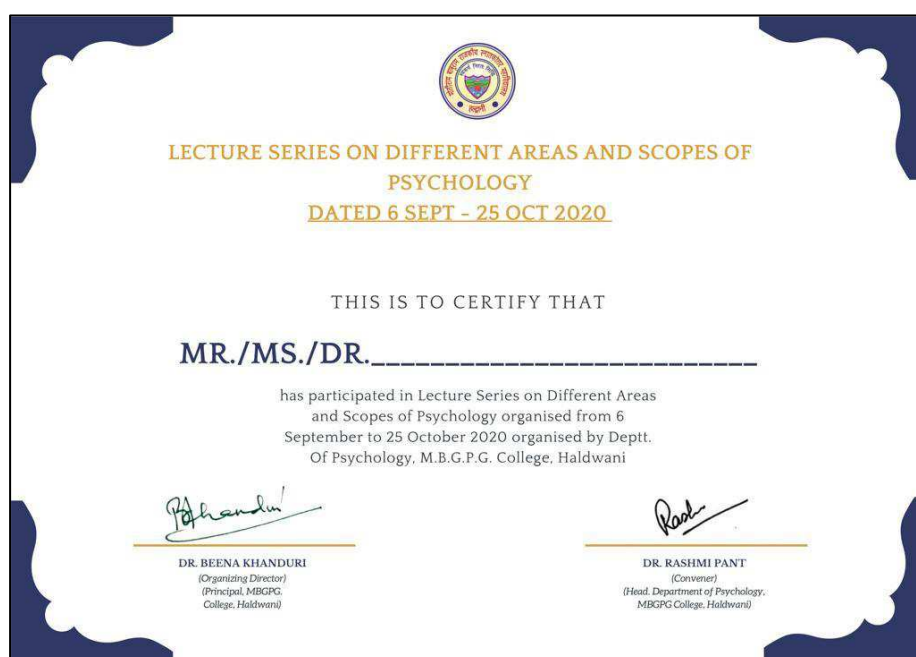 LECTURE SERIES ON DIFFERENT AREAS AND SCOPES OF
PSYCHOLOGY
DATED 6 SEPT - 25 OCT 2020
THIS IS TO CERTIFY THAT
MR./MS./DR.__________________________
has participated in Lecture Series on Different Areas
and Scopes of Psychology organised from 6
September to 25 October 2020 organised by Deptt.
Of Psychology, M.B.G.P.G. College, Haldwani
DR. BEENA KHANDURI
(Organizing Director)
(Principal, MBGPG.
College, Haldwani)
Rash
DR. RASHMI PANT
(Convener)
(Head. Department of Psychology,
MBGPG College, Haldwani)